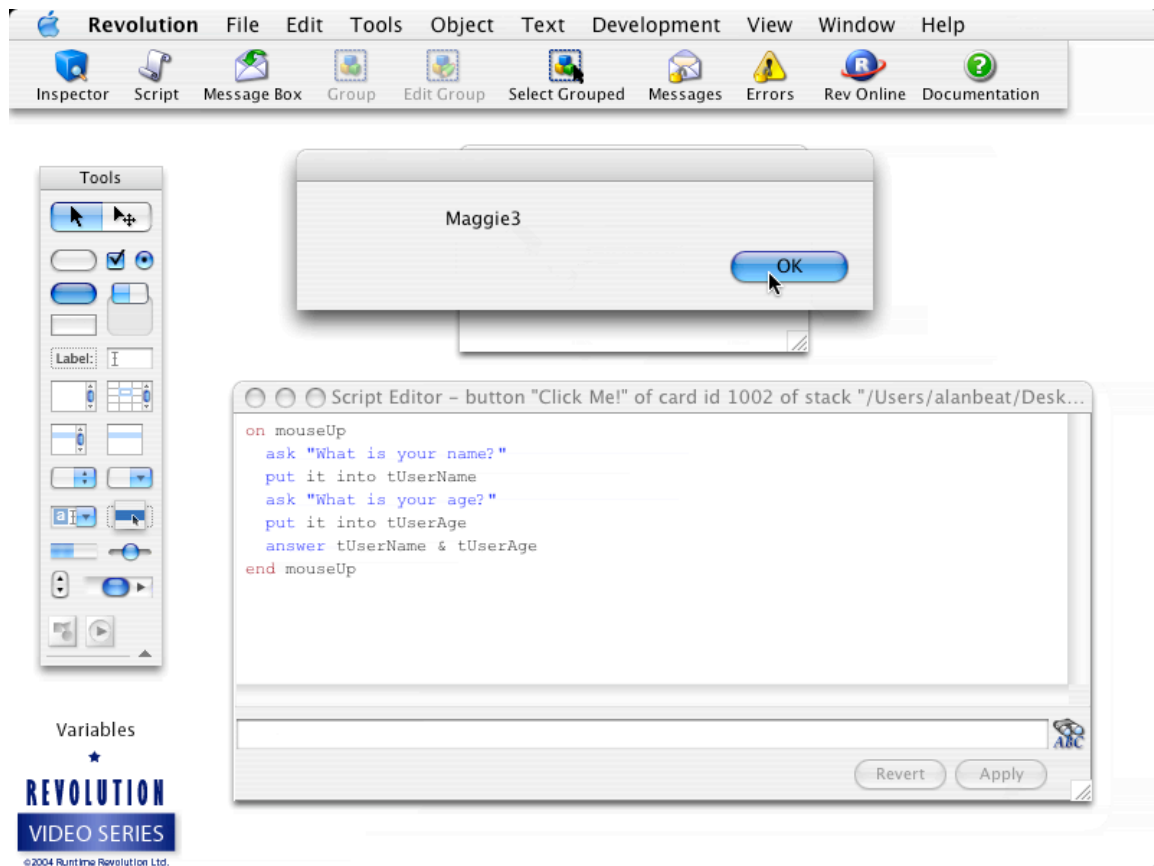 Revolution File Edit Tools Object Text Development View Window Help
Inspector Script Message Box Group Edit Group Select Grouped Messages Errors Rev Online Documentation
Tools
Maggie3
OK
Label:
Script Editor – button "Click Me!" of card id 1002 of stack "/Users/alanbeat/Desk...
on mouseUp
ask "What is your name?"
put it into tUserName
ask "What is your age?"
put it into tUserAge
answer tUserName & tUserAge
end mouseUp
ABC
Revert Apply
Variables
REVOLUTION
VIDEO SERIES
©2004 Runtime Revolution Ltd.